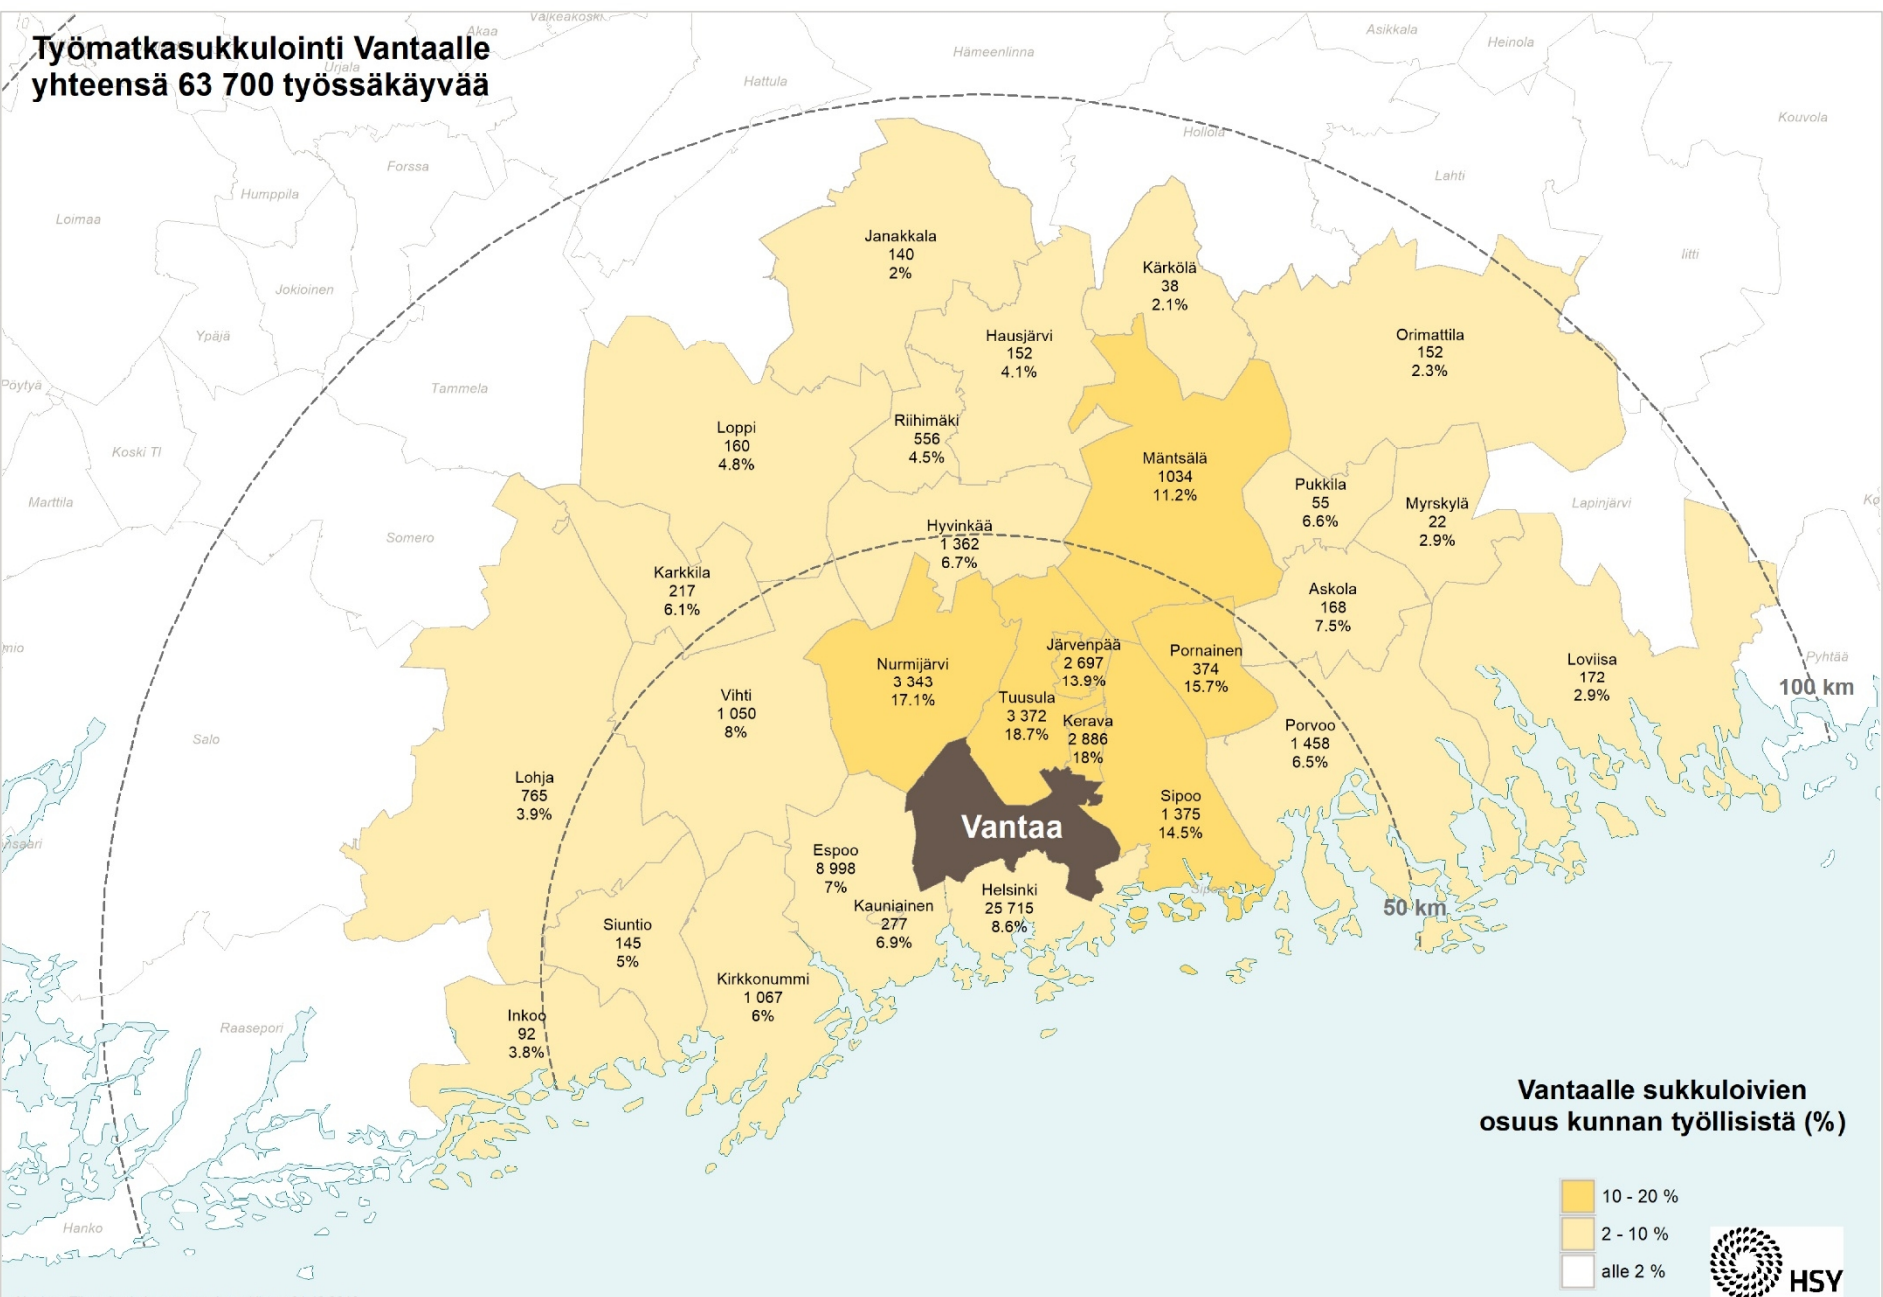 Työmatkasukkulointi Vantaalle
yhteensä 63 700 työssäkäyvää
Akaa
Valkeakoski
Urjala
Hattula
Hämeenlinna
Asikkala
Heinola
Kouvola
Hollola
Lahti
Iitti
Forssa
Humppila
Loimaa
Jokioinen
Ypäjä
Pöytyä
Tammela
Koski Tl
Marttila
Somero
Salo
Raasepori
Hanko
Lapinjärvi
Pyhtää
Sipoo
Janakkala
140
2%
Kärkölä
38
2.1%
Hausjärvi
152
4.1%
Orimattila
152
2.3%
Loppi
160
4.8%
Riihimäki
556
4.5%
Mäntsälä
1034
11.2%
Pukkila
55
6.6%
Myrskylä
22
2.9%
Hyvinkää
1 362
6.7%
Karkkila
217
6.1%
Askola
168
7.5%
Nurmijärvi
3 343
17.1%
Järvenpää
2 697
13.9%
Pornainen
374
15.7%
Loviisa
172
2.9%
100 km
Vihti
1 050
8%
Tuusula
3 372
18.7%
Kerava
2 886
18%
Porvoo
1 458
6.5%
Lohja
765
3.9%
Sipoo
1 375
14.5%
Vantaa
Espoo
8 998
7%
Kauniainen
277
6.9%
Helsinki
25 715
8.6%
50 km
Siuntio
145
5%
Kirkkonummi
1 067
6%
Inkoo
92
3.8%
Vantaalle sukkuloivien
osuus kunnan työllisistä (%)
10 - 20 %
2 - 10 %
alle 2 %
HSY